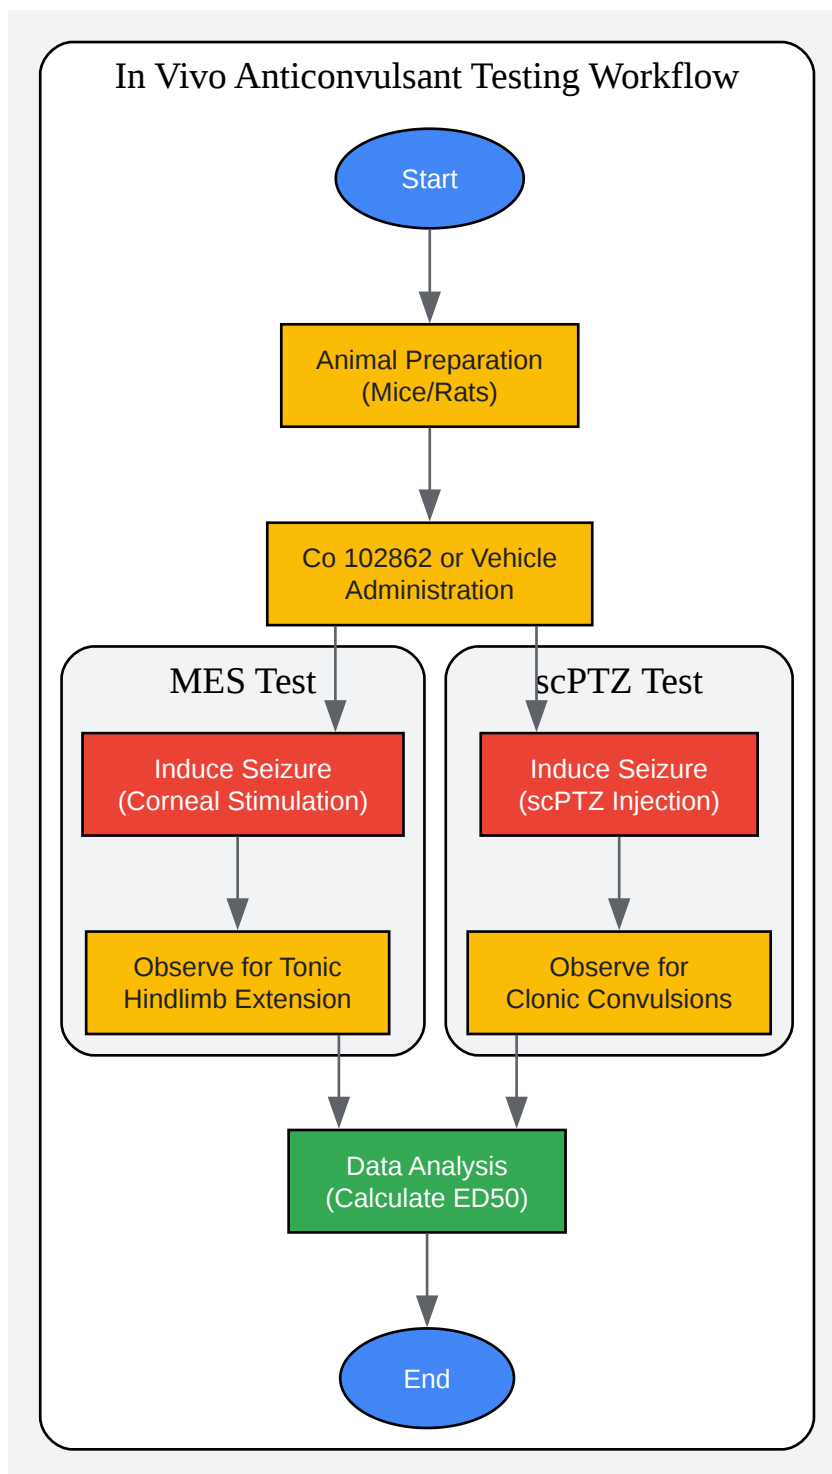 In Vivo Anticonvulsant Testing Workflow
Start
Animal Preparation
(Mice/Rats)
Co 102862 or Vehicle
Administration
MES Test
Induce Seizure
(Corneal Stimulation)
Observe for Tonic
Hindlimb Extension
scPTZ Test
Induce Seizure
(scPTZ Injection)
Observe for
Clonic Convulsions
Data Analysis
(Calculate ED50)
End